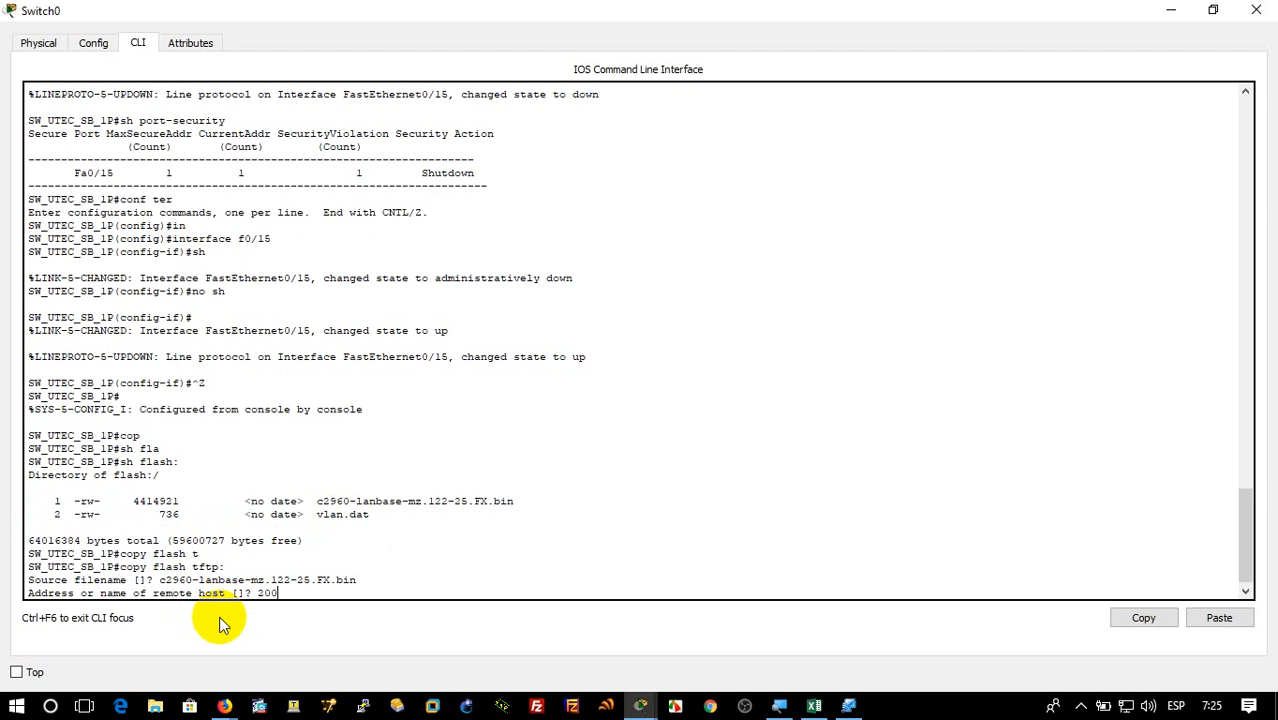 Switch0
Physical Config CLI Attributes
IOS Command Line Interface
%LINEPROTO-5-UPDOWN: Line protocol on Interface FastEthernet0/15, changed state to down
SW_UTEC_SB_1P#sh port-security
Secure Port MaxSecureAddr CurrentAddr SecurityViolation Security Action
(Count) (Count) (Count)
--------------------------------------------------------------------
Fa0/15 1 1 1 Shutdown
----------------------------------------------------------------------
SW_UTEC_SB_1P#conf ter
Enter configuration commands, one per line. End with CNTL/Z.
SW_UTEC_SB_1P(config)#in
SW_UTEC_SB_1P(config)#interface f0/15
SW_UTEC_SB_1P(config-if)#sh
%LINK-5-CHANGED: Interface FastEthernet0/15, changed state to administratively down
SW_UTEC_SB_1P(config-if)#no sh
SW_UTEC_SB_1P(config-if)#
%LINK-5-CHANGED: Interface FastEthernet0/15, changed state to up
%LINEPROTO-5-UPDOWN: Line protocol on Interface FastEthernet0/15, changed state to up
SW_UTEC_SB_1P(config-if)#^Z
SW_UTEC_SB_1P#
%SYS-5-CONFIG_I: Configured from console by console
SW_UTEC_SB_1P#cop
SW_UTEC_SB_1P#sh fla
SW_UTEC_SB_1P#sh flash:
Directory of flash:/
1 -rw- 4414921 <no date> c2960-lanbase-mz.122-25.FX.bin
2 -rw- 736 <no date> vlan.dat
64016384 bytes total (59600727 bytes free)
SW_UTEC_SB_1P#copy flash t
SW_UTEC_SB_1P#copy flash tftp:
Source filename []? c2960-lanbase-mz.122-25.FX.bin
Address or name of remote host []? 200
Ctrl+F6 to exit CLI focus
Copy Paste
Top
ESP 7:25